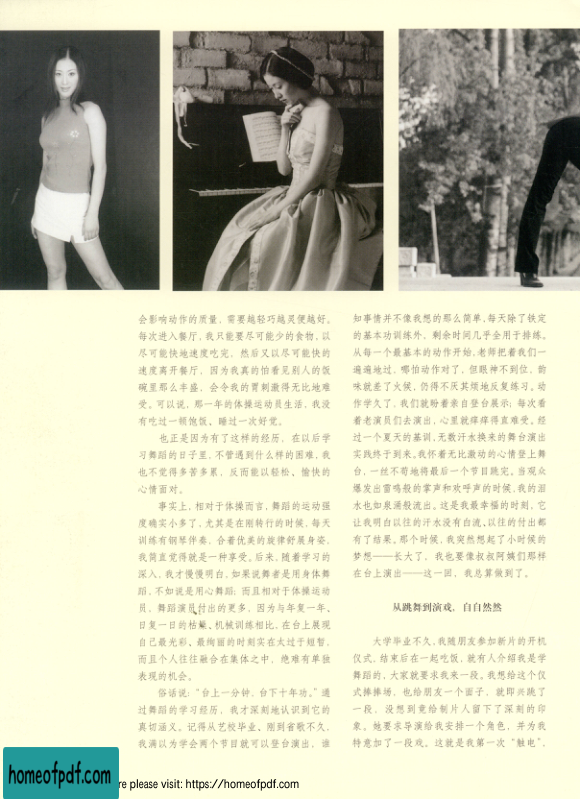 会影响动作的质量，需要越轻巧越灵便越好。
每次进入餐厅，我只能要尽可能少的食物，以
尽可能快地速度吃完，然后又以尽可能快的
速度离开餐厅，因为我真的怕看见别人的饭
碗里那么丰盛，会令我的胃刺激得无比地难
受。可以说，那一年的体操运动员生活，我没
有吃过一顿饱饭、睡过一次好觉。
也正是因为有了这样的经历，在以后学
习舞蹈的日子里，不管遇到什么样的困难，我
也不觉得多苦多累，反而能以轻松、愉快的
心情面对。
事实上，相对于体操而言，舞蹈的运动强
度确实小多了，尤其是在刚转行的时候，每天
训练有钢琴伴奏，合着优美的旋律舒展身姿，
我简直觉得就是一种享受。后来，随着学习的
深入，我才慢慢明白，如果说舞者是用身体舞
蹈，不如说是用心舞蹈；而且相对于体操运动
员，舞蹈演员付出的更多，因为与年复一年、
日复一日的枯燥、机械训练相比，在台上展现
自己最光彩、最绚丽的时刻实在太过于短暂，
而且个人往往融合在集体之中，绝难有单独
表现的机会。
俗话说：“台上一分钟，台下十年功。”通
过舞蹈的学习经历，我才深刻地认识到它的
真切涵义。记得从艺校毕业、刚到省歌不久，
我满以为学会两个节目就可以登台演出，谁
知事情并不像我想的那么简单，每天除了铁定
的基本功训练外，剩余时间几乎全用于排练。
从每一个最基本的动作开始，老师把着我们一
遍遍地过，哪怕动作对了，但眼神不到位，韵
味就差了火候，仍得不厌其烦地反复练习。动
作学久了，我们就盼着亲自登台展示；每次看
着老演员们去演出，心里就痒痒得直难受。经
过一个夏天的基训，无数汗水换来的舞台演出
实践终于到来。我怀着无比激动的心情登上舞
台，一丝不苟地将最后一个节目跳完。当观众
爆发出雷鸣般的掌声和欢呼声的时候，我的泪
水也如泉涌般流出。这是我最幸福的时刻，它
让我明白以往的汗水没有白流、以往的付出都
有了结果。那个时候，我突然想起了小时候的
梦想——长大了，我也要像叔叔阿姨们那样
在台上演出——这一回，我总算做到了。
从跳舞到演戏，自自然然
大学毕业不久，我随朋友参加新片的开机
仪式，结束后在一起吃饭，就有人介绍我是学
舞蹈的，大家就要求我来一段。我想给这个仪
式捧捧场，也给朋友一个面子，就即兴跳了
一段，没想到竟给制片人留下了深刻的印
象，她要求导演给我安排一个角色，并为我
特意加了一段戏。这就是我第一次“触电”，
homeofpdf.com
re please visit: https://homeofpdf.com